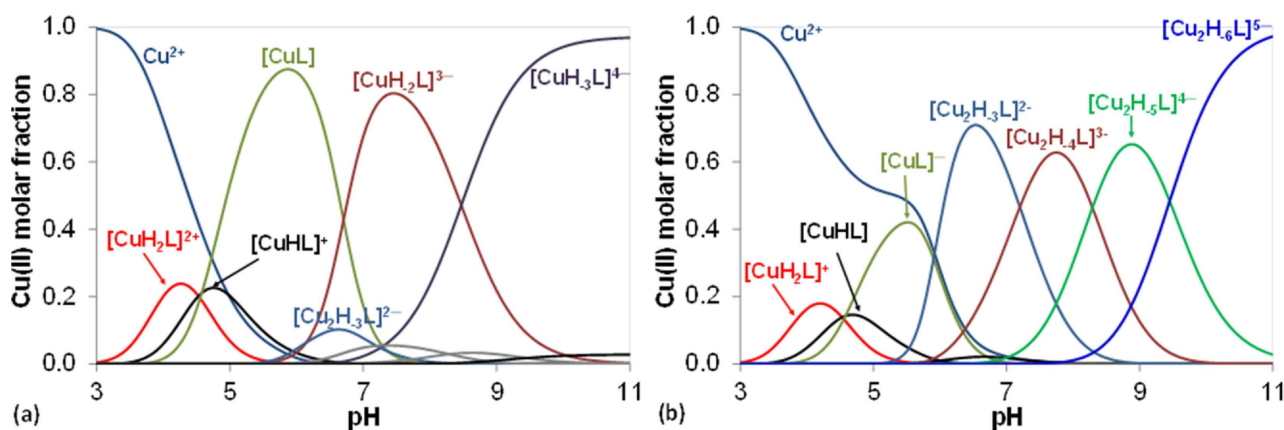 1.0
0.8
0.6
0.4
0.2
0.0
Cu(II) molar fraction
Cu²⁺
[CuL]
[CuH₋₂L]³⁻
[CuH₋₃L]⁴⁻
[CuH₂L]²⁺
[CuHL]⁺
[Cu₂H₋₃L]²⁻
3 5 7 9 11
pH
(a)
1.0
0.8
0.6
0.4
0.2
0.0
Cu(II) molar fraction
Cu²⁺
[Cu₂H₋₆L]⁵⁻
[Cu₂H₋₃L]²⁻
[Cu₂H₋₅L]⁴⁻
[Cu₂H₋₄L]³⁻
[CuL]⁻
[CuHL]
[CuH₂L]⁺
3 5 7 9 11
pH
(b)